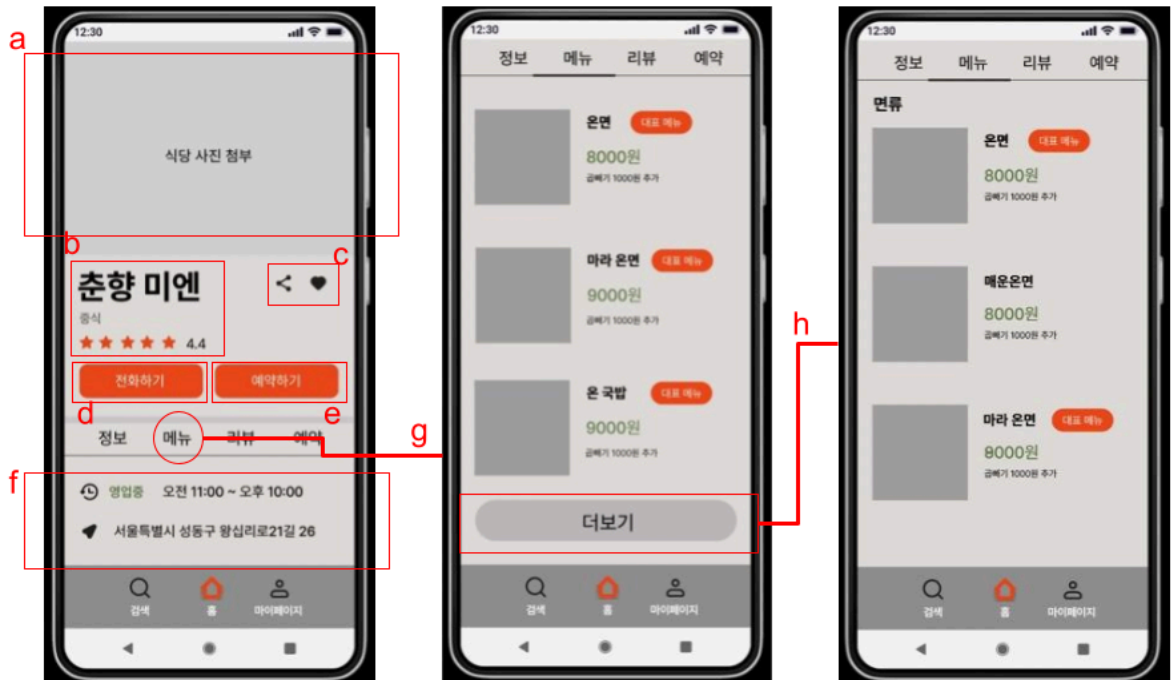 a
12:30
식당 사진 첨부
b
c
춘향 미엔
중식
4.4
전화하기
예약하기
d
e
정보 메뉴 리뷰 예약
g
f
영업중 오전 11:00 ~ 오후 10:00
서울특별시 성동구 왕십리로21길 26
검색 홈 마이페이지
12:30
정보 메뉴 리뷰 예약
온면 대표 메뉴
8000원
곱빼기 1000원 추가
마라 온면 대표 메뉴
9000원
곱빼기 1000원 추가
온 국밥 대표 메뉴
9000원
곱빼기 1000원 추가
더보기
검색 홈 마이페이지
h
12:30
정보 메뉴 리뷰 예약
면류
온면 대표 메뉴
8000원
곱빼기 1000원 추가
매운온면
8000원
곱빼기 1000원 추가
마라 온면 대표 메뉴
9000원
곱빼기 1000원 추가
검색 홈 마이페이지